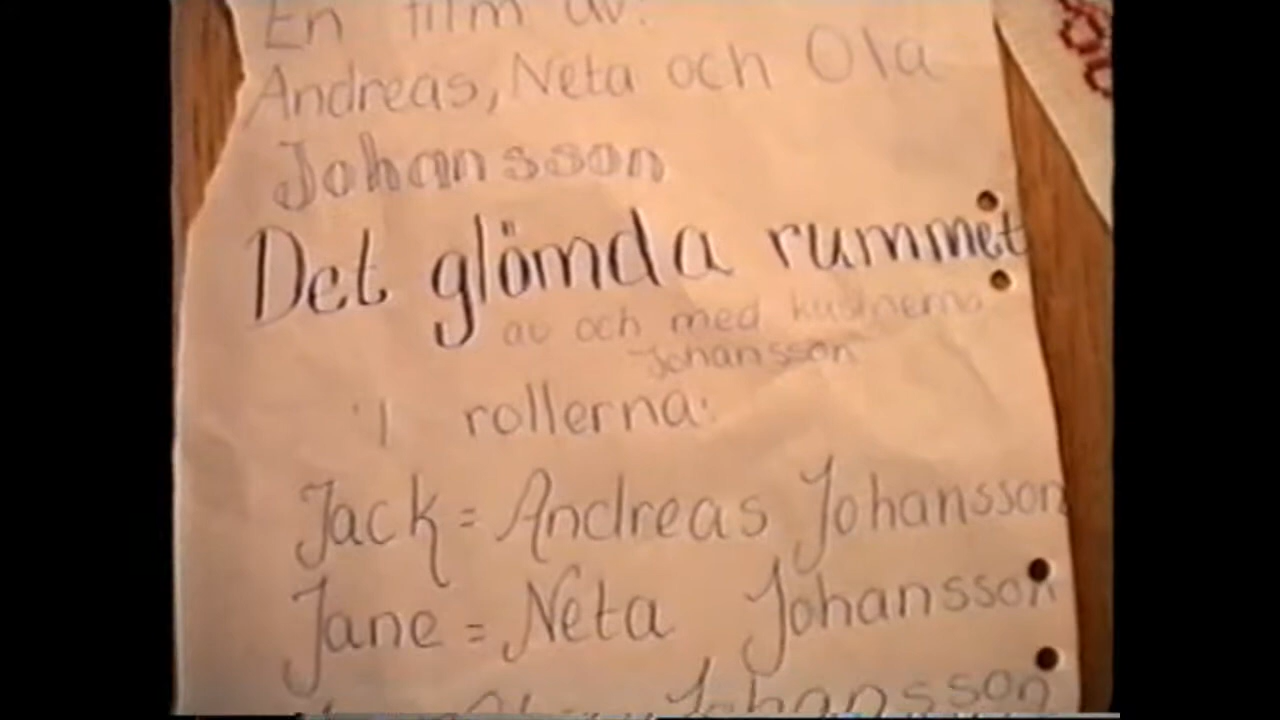 En film av:
Andreas, Neta och Ola
Johansson
Det glömda rummet
av och med kusinerna
Johansson
I rollerna:
Jack = Andreas Johansson
Jane = Neta Johansson
Johansson